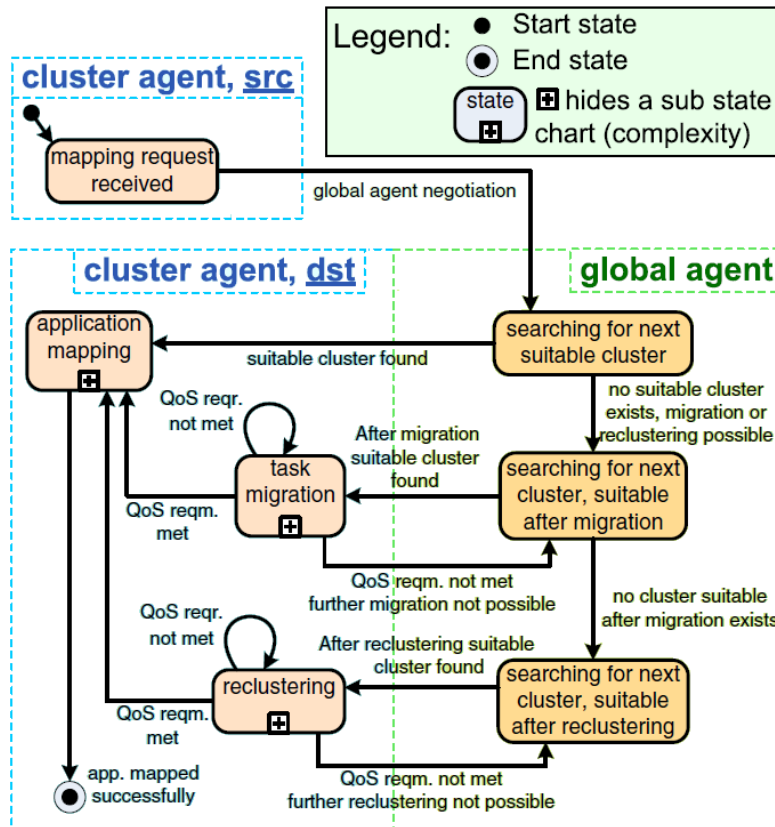 Legend:
Start state
End state
state
hides a sub state
chart (complexity)
cluster agent, src
mapping request
received
global agent negotiation
cluster agent, dst
global agent
application
mapping
suitable cluster found
searching for next
suitable cluster
no suitable cluster
exists, migration or
reclustering possible
QoS reqr.
not met
After migration
suitable cluster
found
task
migration
searching for next
cluster, suitable
after migration
QoS reqm.
met
QoS reqm. not met
further migration not possible
no cluster suitable
after migration exists
QoS reqr.
not met
After reclustering suitable
cluster found
reclustering
searching for next
cluster, suitable
after reclustering
QoS reqm.
met
QoS reqm. not met
further reclustering not possible
app. mapped
successfully